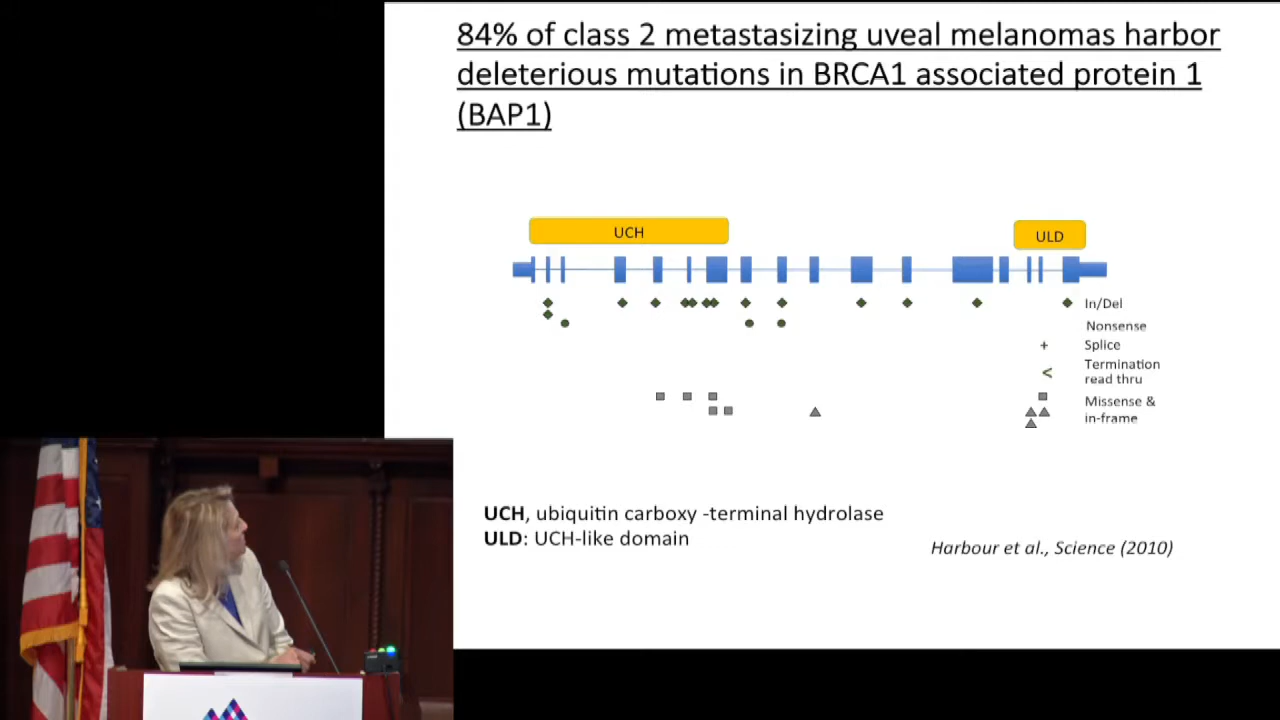 84% of class 2 metastasizing uveal melanomas harbor
deleterious mutations in BRCA1 associated protein 1
(BAP1)
UCH
ULD
In/Del
Nonsense
Splice
Termination
read thru
Missense &
in-frame
UCH, ubiquitin carboxy -terminal hydrolase
ULD: UCH-like domain
Harbour et al., Science (2010)